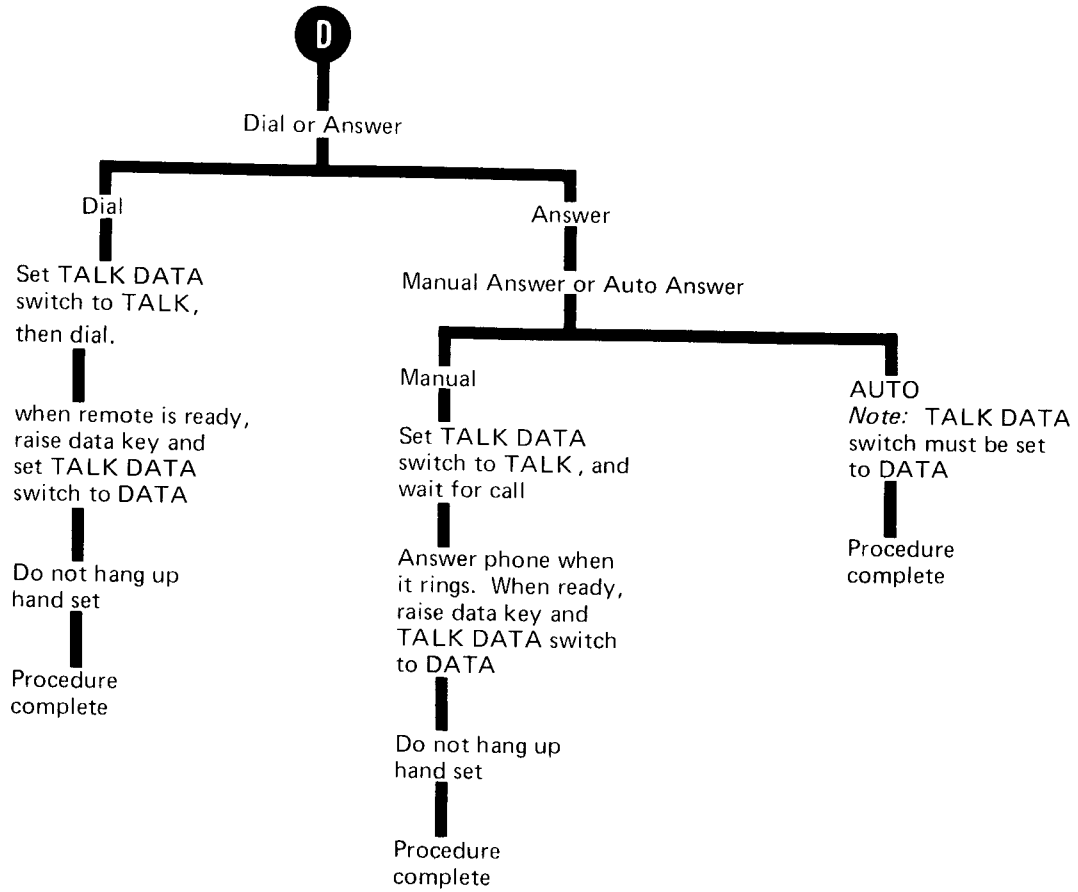 D
Dial or Answer
Dial
Set TALK DATA
switch to TALK,
then dial.
when remote is ready,
raise data key and
set TALK DATA
switch to DATA
Do not hang up
hand set
Procedure
complete
Answer
Manual Answer or Auto Answer
Manual
Set TALK DATA
switch to TALK, and
wait for call
Answer phone when
it rings. When ready,
raise data key and
TALK DATA switch
to DATA
Do not hang up
hand set
Procedure
complete
AUTO
Note: TALK DATA
switch must be set
to DATA
Procedure
complete